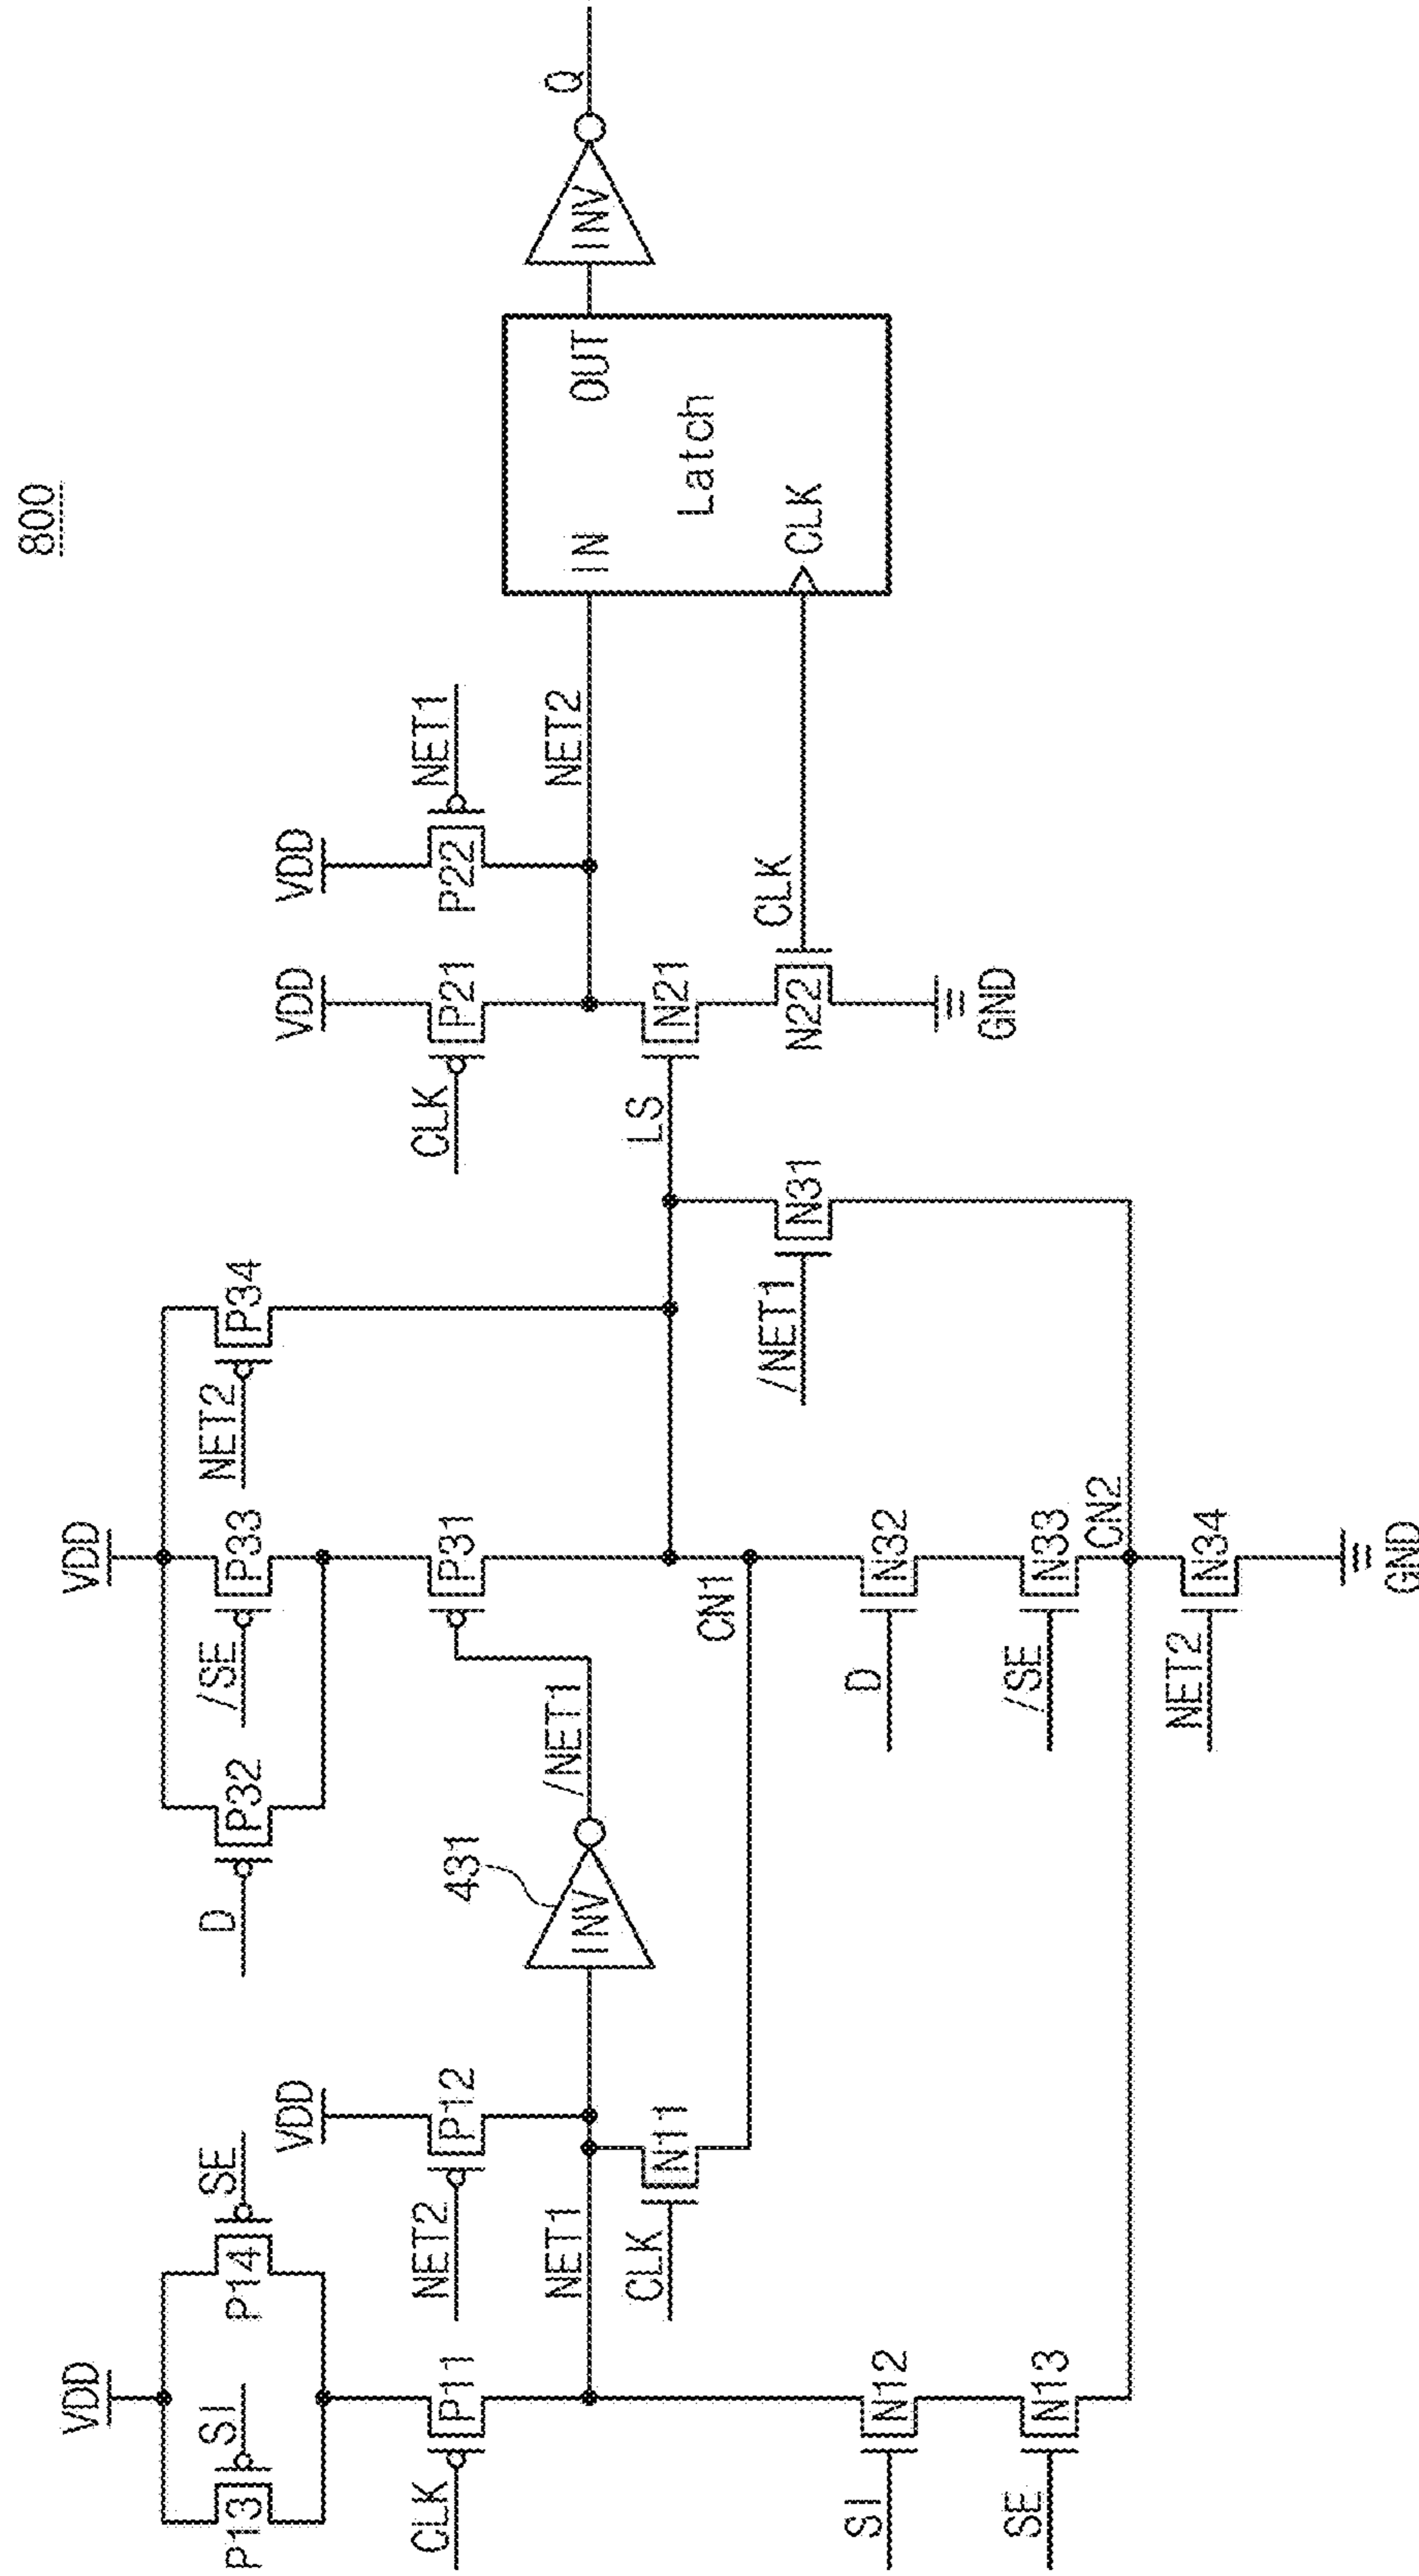 800
VDD
P13
SI
P14
SE
CLK
P11
VDD
NET2
P12
NET1
CLK
N11
SI
N12
SE
N13
INV
431
/NET1
VDD
D
P32
/SE
P33
NET2
P34
P31
CN1
D
N32
/SE
N33
CN2
NET2
N34
GND
/NET1
N31
LS
VDD
CLK
P21
VDD
P22
NET1
NET2
N21
N22
CLK
GND
IN
OUT
Latch
CLK
INV
Q